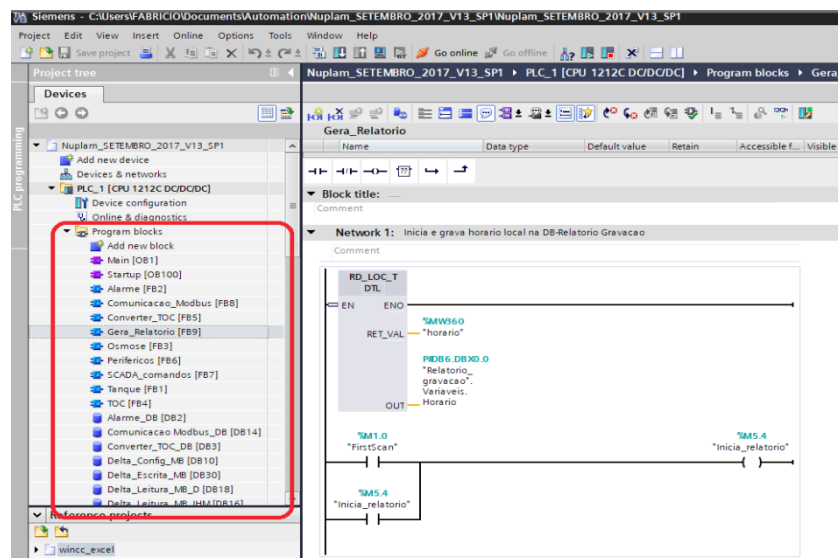 Siemens - C:\Users\FABRICIO\Documents\Automation\Nuplam_SETEMBRO_2017_V13_SP1\Nuplam_SETEMBRO_2017_V13_SP1
Project Edit View Insert Online Options Tools Window Help
Save project Go online Go offline
Project tree
Nuplam_SETEMBRO_2017_V13_SP1 PLC_1 [CPU 1212C DC/DC/DC] Program blocks Gera
Devices
PLC programming
Nuplam_SETEMBRO_2017_V13_SP1
Add new device
Devices & networks
PLC_1 [CPU 1212C DC/DC/DC]
Device configuration
Online & diagnostics
Program blocks
Add new block
Main [OB1]
Startup [OB100]
Alarme [FB2]
Comunicacao_Modbus [FB8]
Converter_TOC [FB5]
Gera_Relatorio [FB9]
Osmose [FB3]
Perifericos [FB6]
SCADA_comandos [FB7]
Tanque [FB1]
TOC [FB4]
Alarme_DB [DB2]
Comunicacao Modbus_DB [DB14]
Converter_TOC_DB [DB3]
Delta_Config_MB [DB10]
Delta_Escrita_MB [DB30]
Delta_Leitura_MB_D [DB18]
Delta_Leitura_MB_IHM [DB16]
Reference projects
wincc_excel
Gera_Relatorio
Name Data type Default value Retain Accessible f... Visible
??
Block title:
Comment
Network 1: Inicia e grava horario local na DB-Relatorio Gravacao
Comment
RD_LOC_T
DTL
EN ENO
%MW360
RET_VAL "horario"
P#DB6.DBX0.0
"Relatorio_
gravacao".
Variaveis.
OUT Horario
%M1.0 %M5.4
"FirstScan" "Inicia_relatorio"
%M5.4
"Inicia_relatorio"